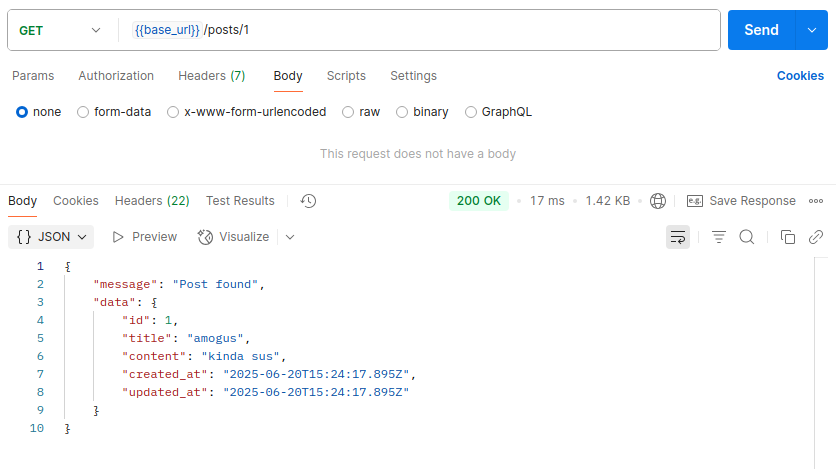 GET {{base_url}} /posts/1 Send
Params Authorization Headers (7) Body Scripts Settings Cookies
none form-data x-www-form-urlencoded raw binary GraphQL
This request does not have a body
Body Cookies Headers (22) Test Results 200 OK • 17 ms • 1.42 KB • e.g. Save Response
{} JSON Preview Visualize
1 {
2 "message": "Post found",
3 "data": {
4 "id": 1,
5 "title": "amogus",
6 "content": "kinda sus",
7 "created_at": "2025-06-20T15:24:17.895Z",
8 "updated_at": "2025-06-20T15:24:17.895Z"
9 }
10 }